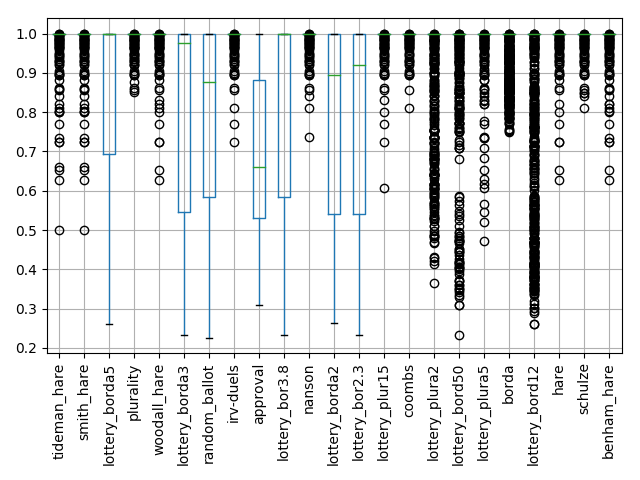 1.0
0.9
0.8
0.7
0.6
0.5
0.4
0.3
0.2
tideman_hare
smith_hare
lottery_borda5
plurality
woodall_hare
lottery_borda3
random_ballot
irv-duels
approval
lottery_bor3.8
nanson
lottery_borda2
lottery_bor2.3
lottery_plur15
coombs
lottery_plura2
lottery_bord50
lottery_plura5
borda
lottery_bord12
hare
schulze
benham_hare